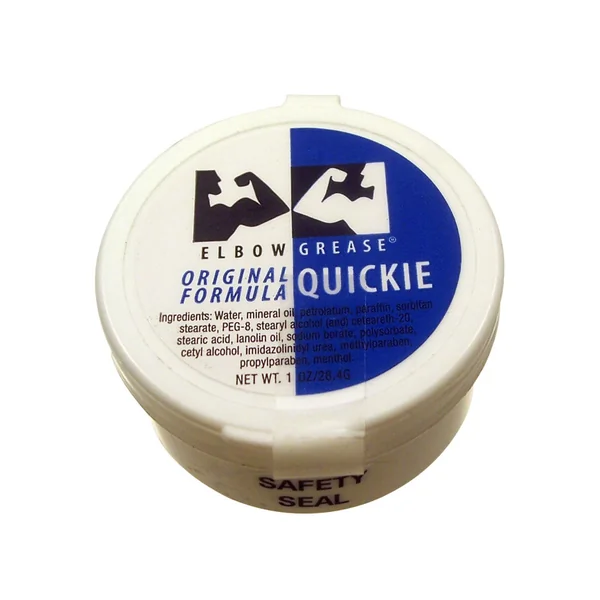 ELBOW GREASE®
ORIGINAL
FORMULA QUICKIE
Ingredients: Water, mineral oil, petrolatum, paraffin, sorbitan
stearate, PEG-8, stearyl alcohol (and) ceteareth-20,
stearic acid, lanolin oil, sodium borate, polysorbate,
cetyl alcohol, imidazolinidyl urea, methylparaben,
propylparaben, menthol.
NET WT. 1 OZ/28.4G
SAFETY
SEAL